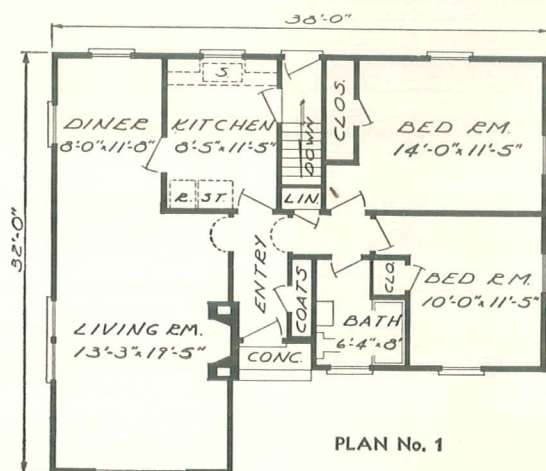 38'-0"
32'-0"
DINER
8'-0"x11'-8"
S.
KITCHEN
8'-5"x11'-5"
R.
ST.
DOWN
CLOS.
BED RM.
14'-0"x11'-5"
LIN.
ENTRY
COATS
CLO.
BED RM.
10'-0"x11'-5"
LIVING RM.
13'-3"x19'-5"
BATH
6'-4"x8'
CONC.
PLAN No. 1